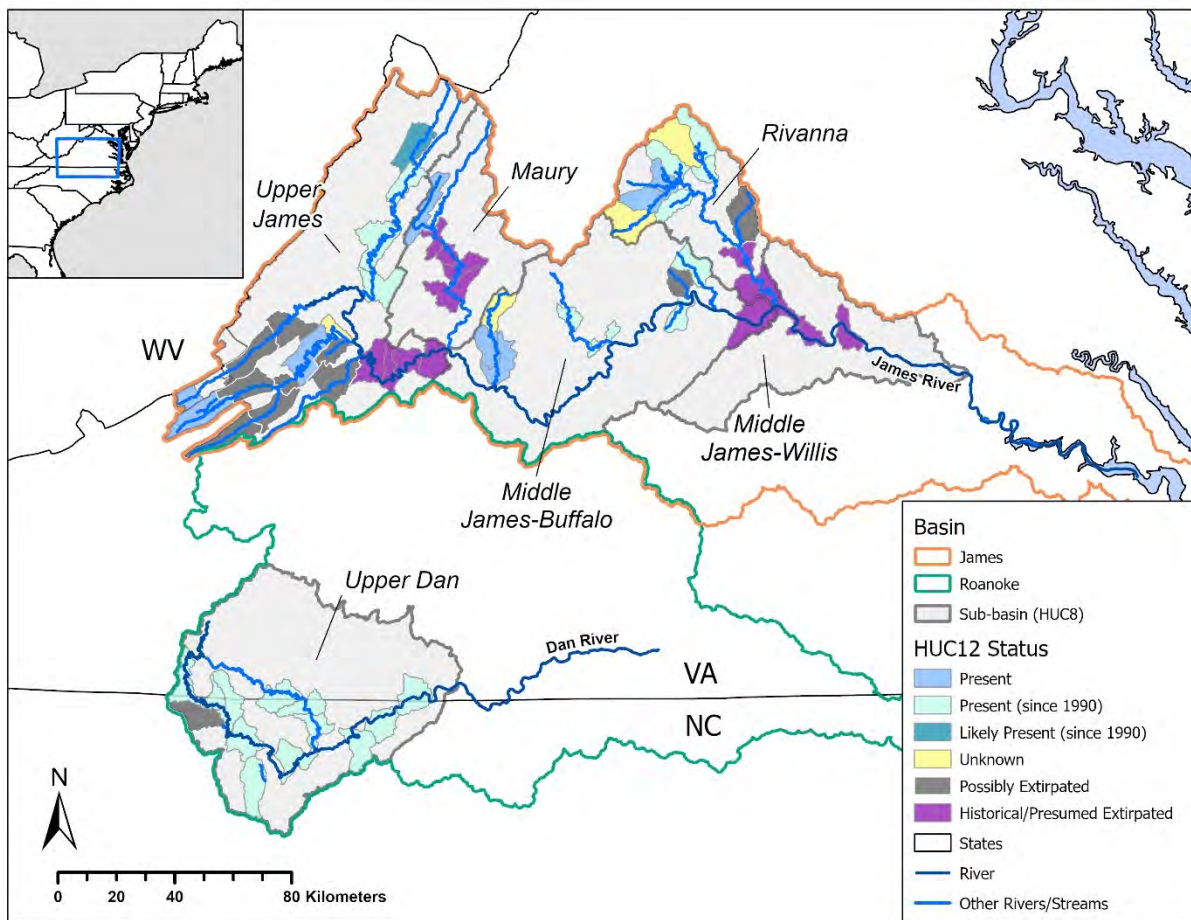 Rivanna
Maury
Upper
James
WV
James River
Middle
James-Willis
Middle
James-Buffalo
Upper Dan
Dan River
VA
NC
N
0 20 40 80 Kilometers
Basin
James
Roanoke
Sub-basin (HUC8)
HUC12 Status
Present
Present (since 1990)
Likely Present (since 1990)
Unknown
Possibly Extirpated
Historical/Presumed Extirpated
States
River
Other Rivers/Streams